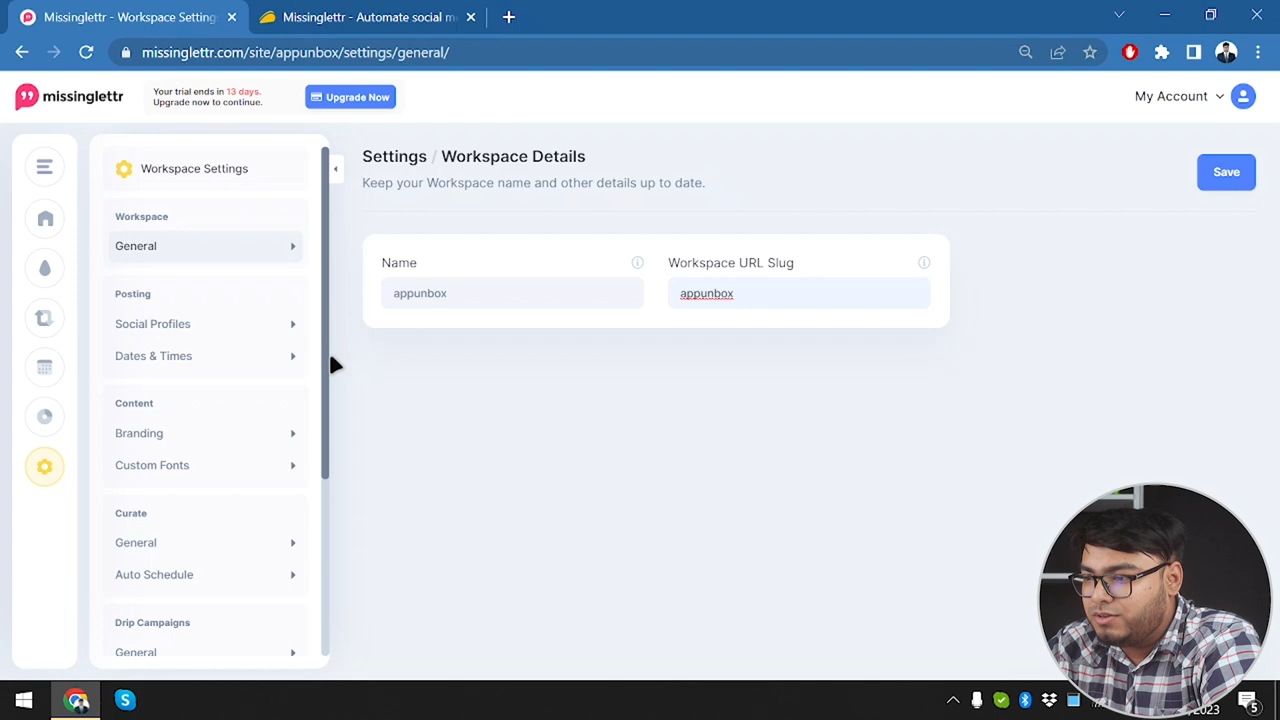 Missinglettr - Workspace Setting
Missinglettr - Automate social m
missinglettr.com/site/appunbox/settings/general/
missinglettr
Your trial ends in 13 days.
Upgrade now to continue.
Upgrade Now
My Account
Workspace Settings
Workspace
General
Posting
Social Profiles
Dates & Times
Content
Branding
Custom Fonts
Curate
General
Auto Schedule
Drip Campaigns
General
Settings / Workspace Details
Keep your Workspace name and other details up to date.
Save
Name
appunbox
Workspace URL Slug
appunbox
2023
5